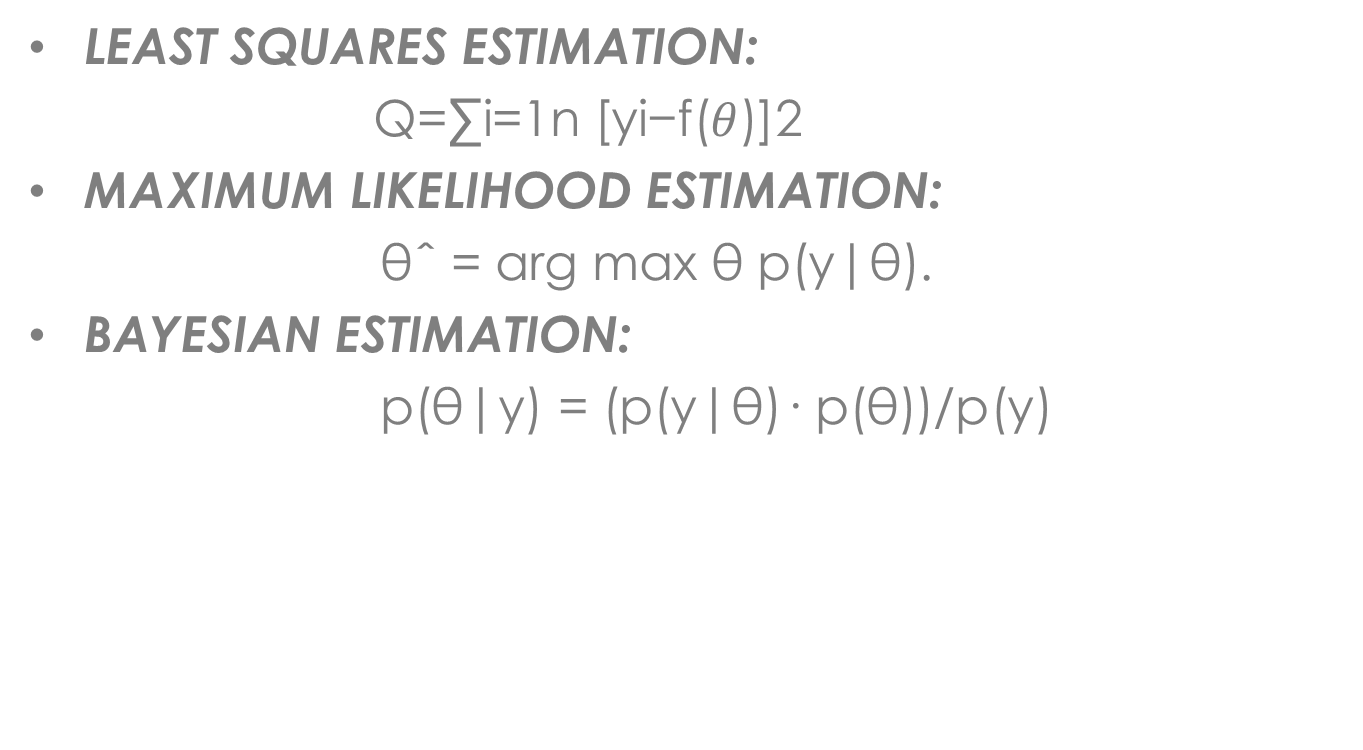 • LEAST SQUARES ESTIMATION:
Q=∑i=1n [yi−f(𝜃)]2
• MAXIMUM LIKELIHOOD ESTIMATION:
θˆ = arg max θ p(y|θ).
• BAYESIAN ESTIMATION:
p(θ|y) = (p(y|θ)· p(θ))/p(y)